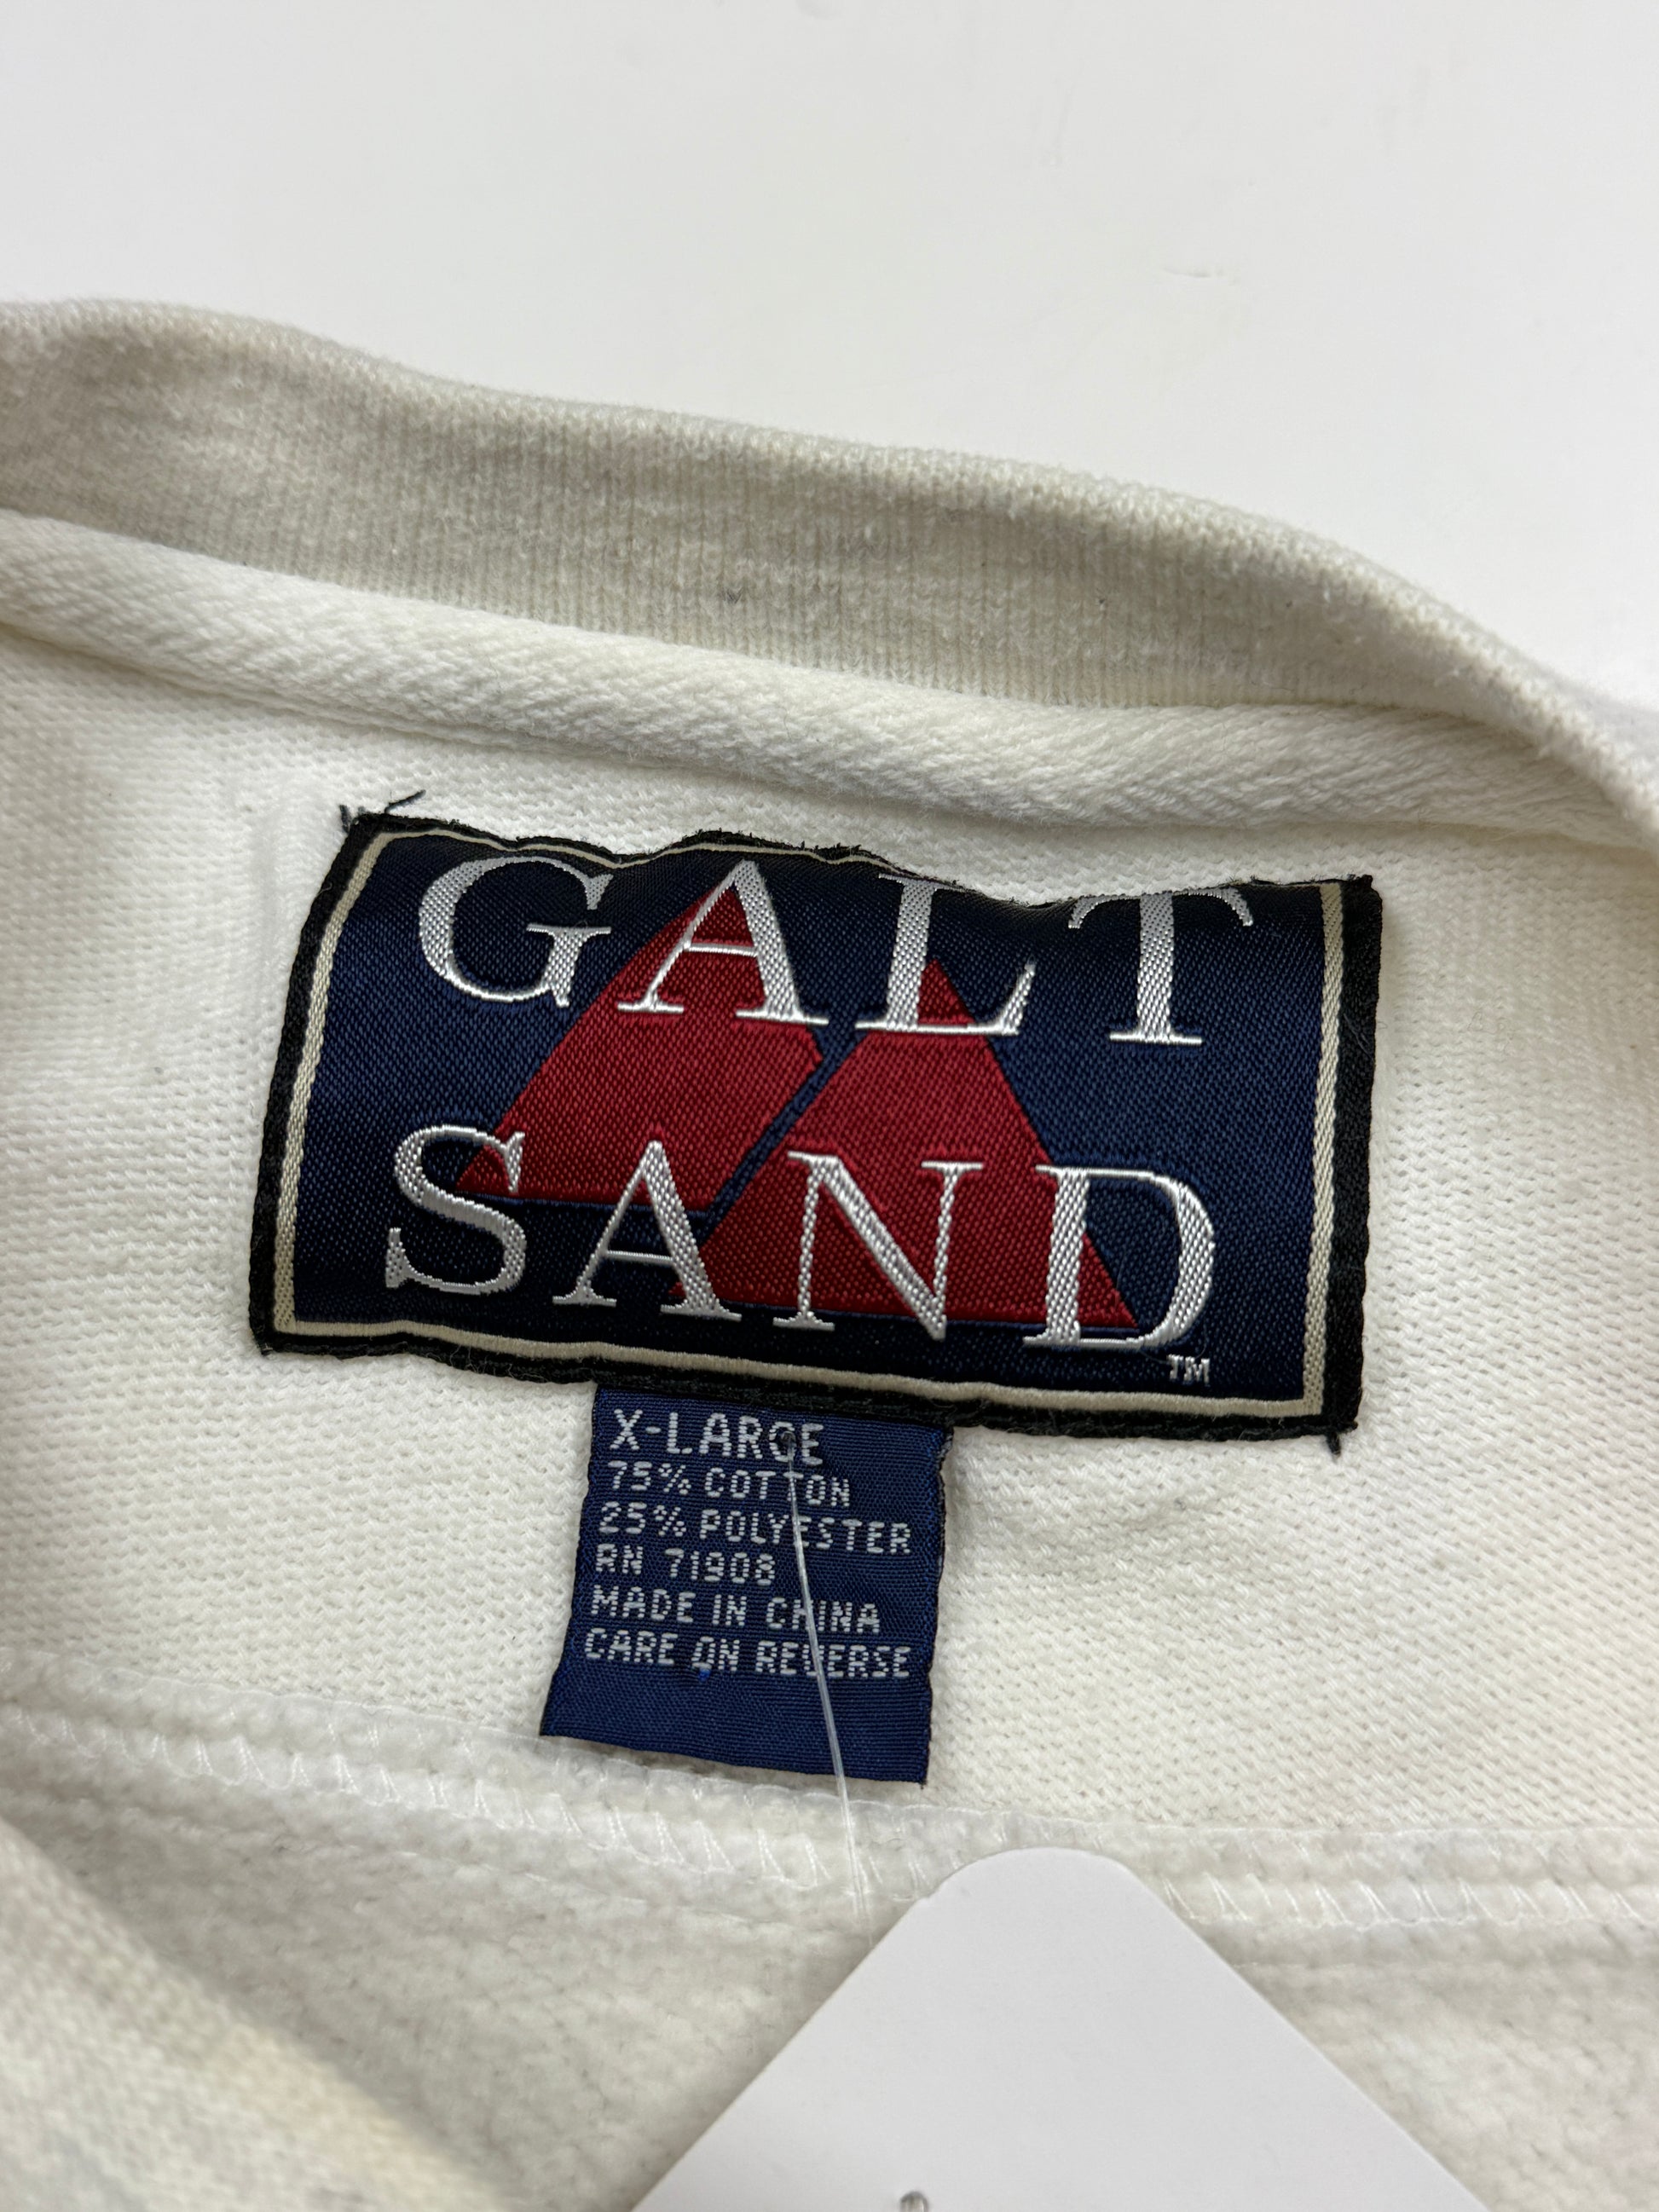 GALT
SAND
TM
X-LARGE
75% COTTON
25% POLYESTER
RN 71908
MADE IN CHINA
CARE ON REVERSE